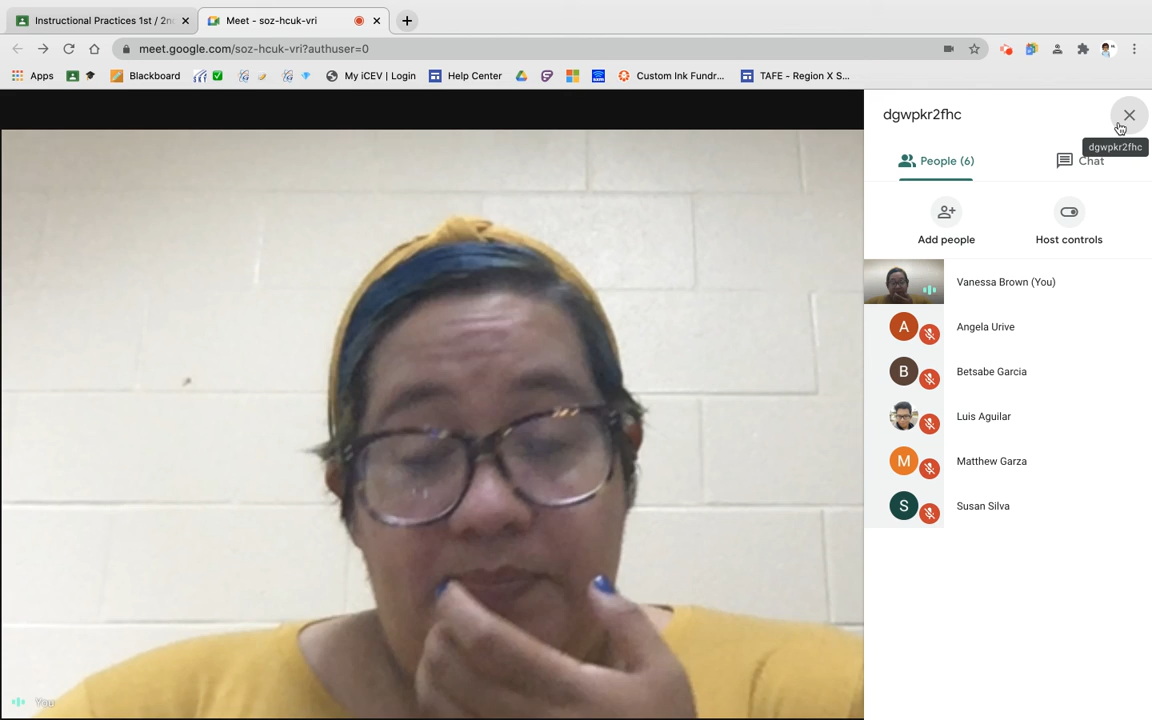 Instructional Practices 1st / 2n
Meet - soz-hcuk-vri
meet.google.com/soz-hcuk-vri?authuser=0
Apps
Blackboard
My iCEV | Login
Help Center
Custom Ink Fundr...
TAFE - Region X S...
dgwpkr2fhc
dgwpkr2fhc
People (6)
Chat
Add people
Host controls
Vanessa Brown (You)
A
Angela Urive
B
Betsabe Garcia
Luis Aguilar
M
Matthew Garza
S
Susan Silva
You